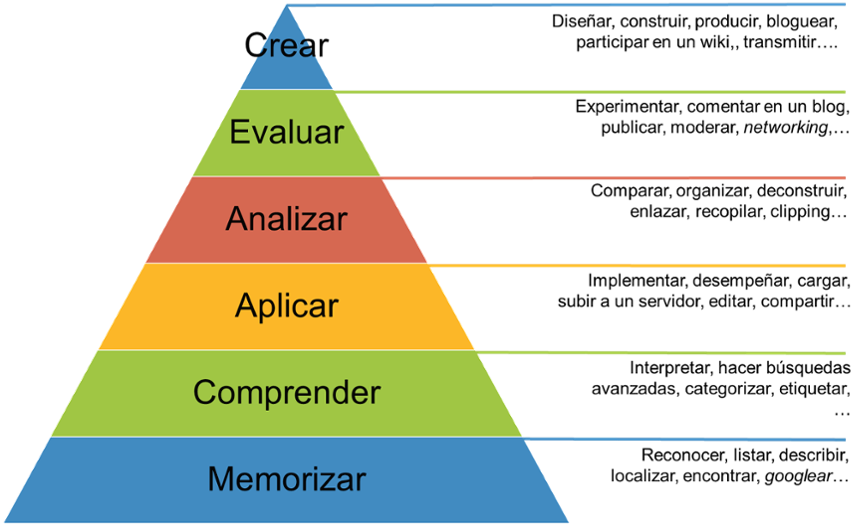 Crear
Diseñar, construir, producir, bloguear,
participar en un wiki,, transmitir….
Evaluar
Experimentar, comentar en un blog,
publicar, moderar, networking,…
Analizar
Comparar, organizar, deconstruir,
enlazar, recopilar, clipping…
Aplicar
Implementar, desempeñar, cargar,
subir a un servidor, editar, compartir…
Comprender
Interpretar, hacer búsquedas
avanzadas, categorizar, etiquetar,
…
Memorizar
Reconocer, listar, describir,
localizar, encontrar, googlear…